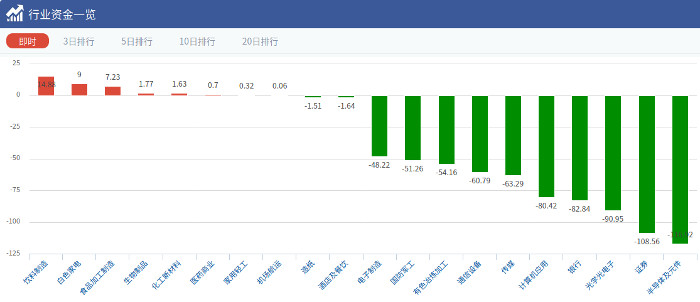 行业资金一览
即时 3日排行 5日排行 10日排行 20日排行
25
0
-25
-50
-75
-100
-125
14.86 9 7.23 1.77 1.63 0.7 0.32 0.06 -1.51 -1.64 -48.22 -51.26 -54.16 -60.79 -63.29 -80.42 -82.84 -90.95 -108.56
饮料制造 白色家电 食品加工制造 生物制品 化工新材料 医药商业 家用轻工 机场航运 造纸 酒店及餐饮 电子制造 国防军工 有色冶炼加工 通信设备 传媒 计算机应用 银行 光学光电子 证券 半导体及元件